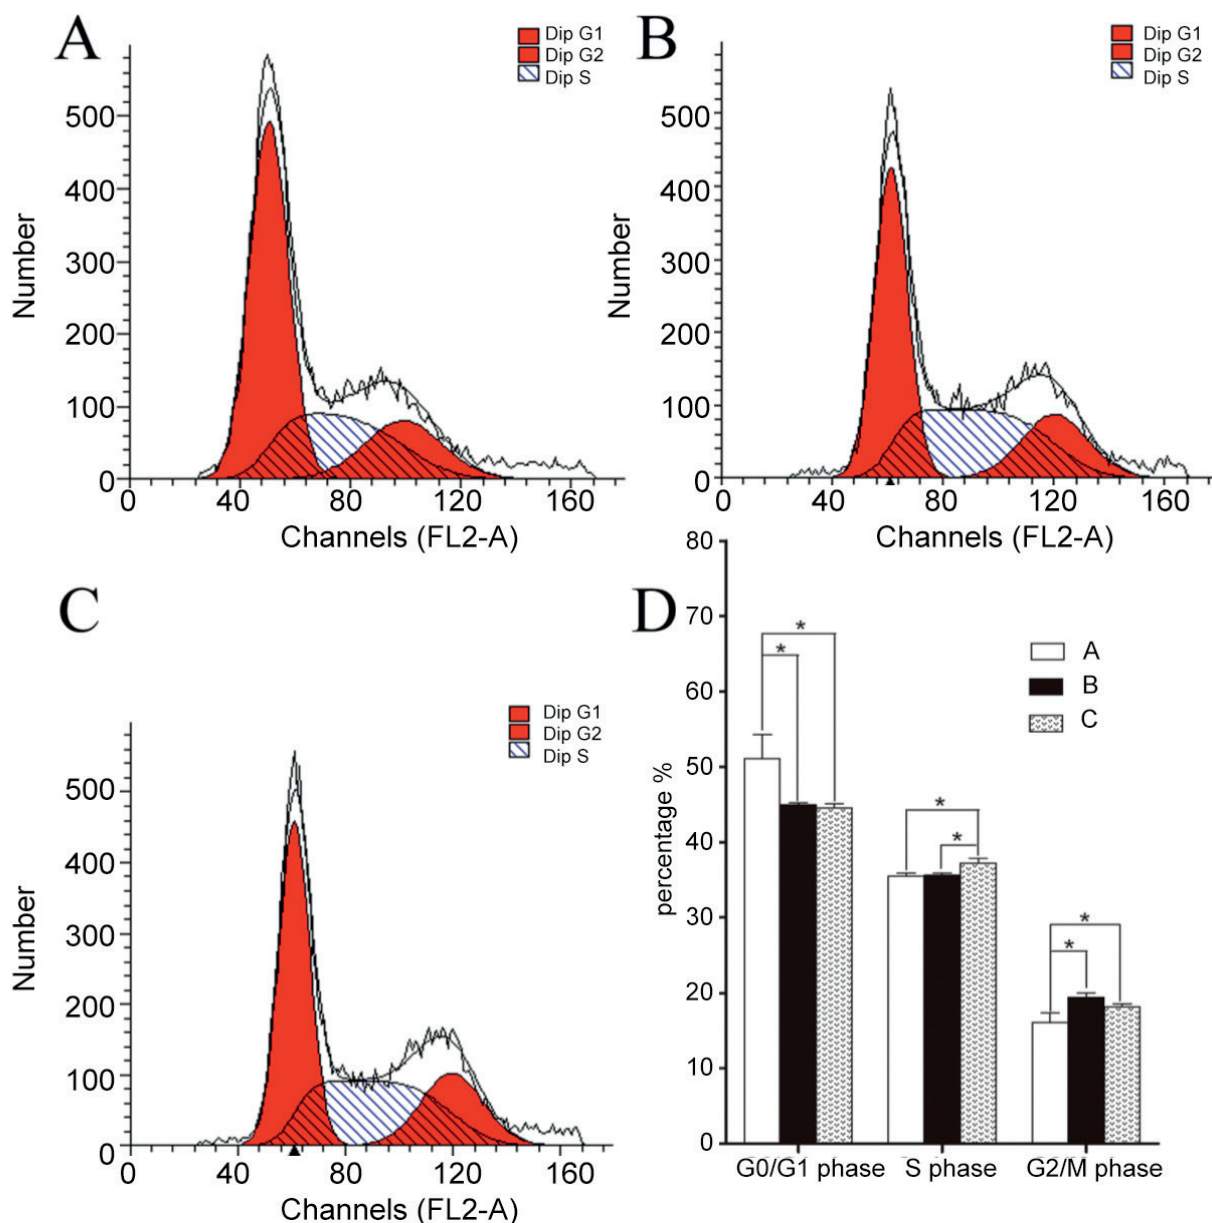 A
Dip G1
Dip G2
Dip S
500
400
300
200
100
0
Number
0 40 80 120 160
Channels (FL2-A)
B
Dip G1
Dip G2
Dip S
500
400
300
200
100
0
Number
0 40 80 120 160
Channels (FL2-A)
C
Dip G1
Dip G2
Dip S
500
400
300
200
100
0
Number
0 40 80 120 160
Channels (FL2-A)
D
80
70
60
50
40
30
20
10
0
percentage %
* *
* *
* *
A
B
C
G0/G1 phase S phase G2/M phase